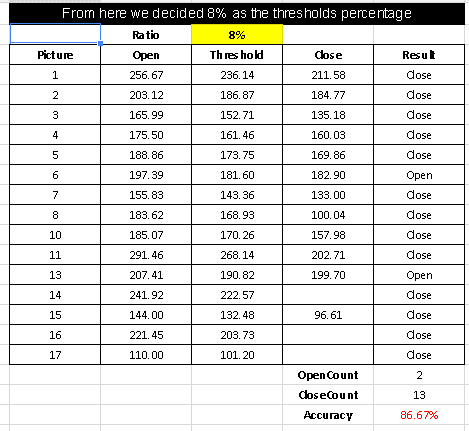 From here we decided 8% as the thresholds percentage
Ratio 8%
Picture Open Threshold Close Result
1 256.67 236.14 211.58 Close
2 203.12 186.87 184.77 Close
3 165.99 152.71 135.18 Close
4 175.50 161.46 160.03 Close
5 188.86 173.75 169.86 Close
6 197.39 181.60 182.90 Open
7 155.83 143.36 133.00 Close
8 183.62 168.93 100.04 Close
10 185.07 170.26 157.98 Close
11 291.46 268.14 202.71 Close
13 207.41 190.82 199.70 Open
14 241.92 222.57 Close
15 144.00 132.48 96.61 Close
16 221.45 203.73 Close
17 110.00 101.20 Close
OpenCount 2
CloseCount 13
Accuracy 86.67%